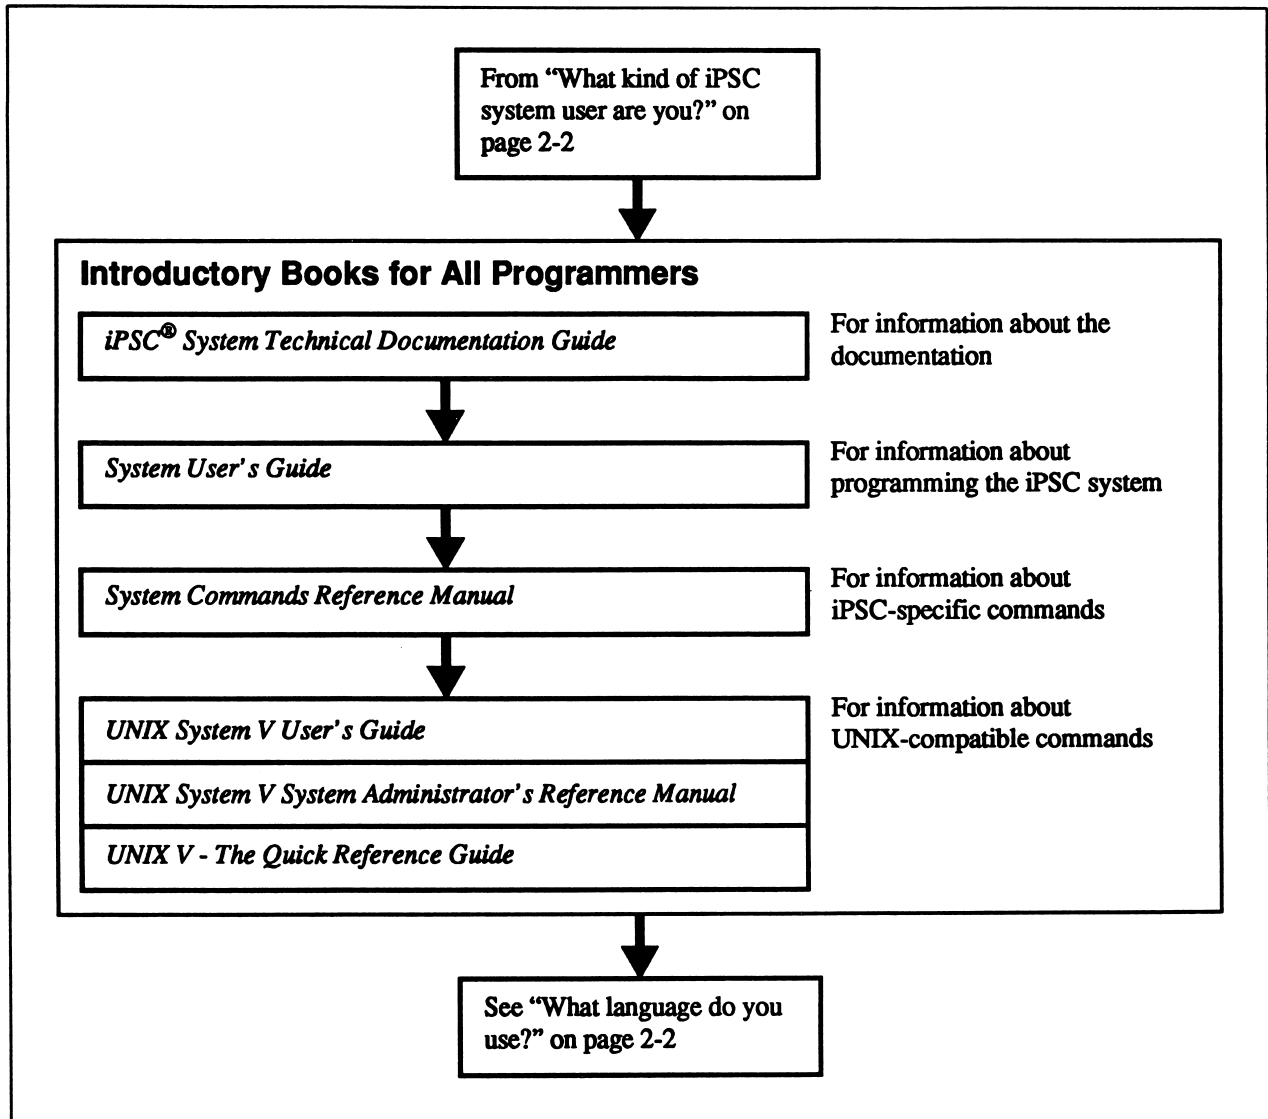 From “What kind of iPSC
system user are you?” on
page 2-2
Introductory Books for All Programmers
iPSC® System Technical Documentation Guide
For information about the
documentation
System User's Guide
For information about
programming the iPSC system
System Commands Reference Manual
For information about
iPSC-specific commands
UNIX System V User's Guide
For information about
UNIX-compatible commands
UNIX System V System Administrator's Reference Manual
UNIX V - The Quick Reference Guide
See “What language do you
use?” on page 2-2